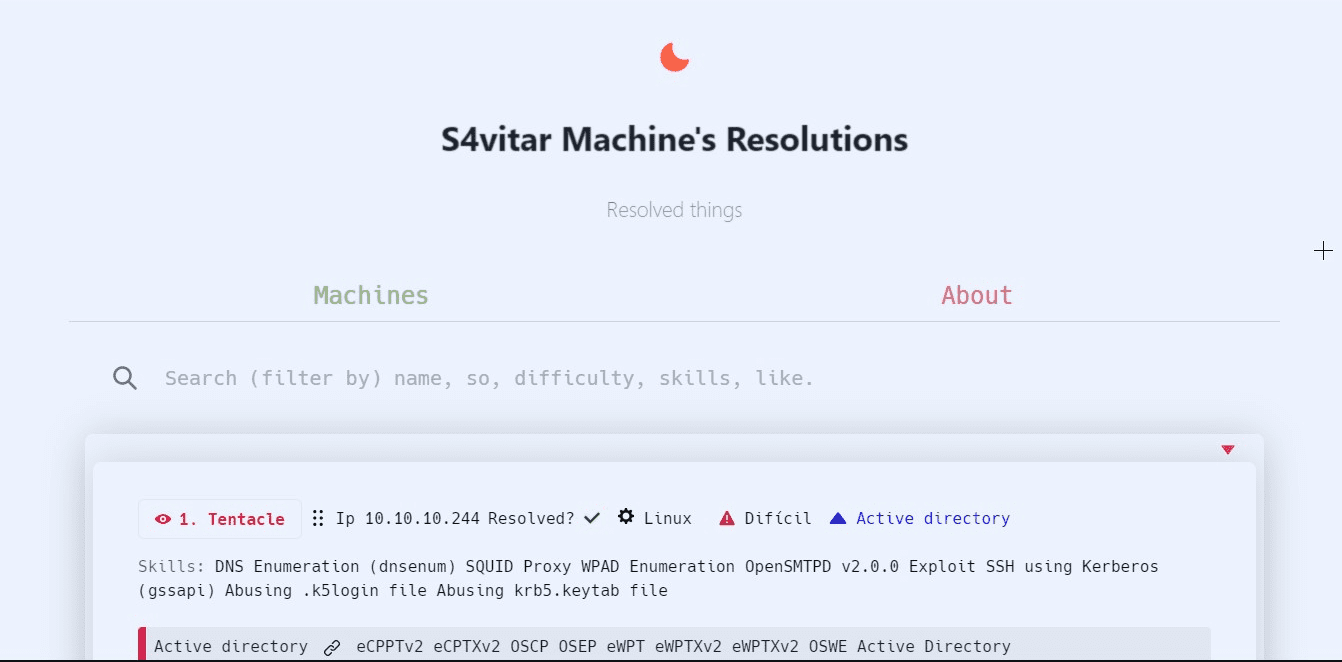 S4vitar Machine's Resolutions
Resolved things
Machines About
Search (filter by) name, so, difficulty, skills, like.
1. Tentacle Ip 10.10.10.244 Resolved? Linux Difícil Active directory
Skills: DNS Enumeration (dnsenum) SQUID Proxy WPAD Enumeration OpenSMTPD v2.0.0 Exploit SSH using Kerberos
(gssapi) Abusing .k5login file Abusing krb5.keytab file
Active directory eCPPTv2 eCPTXv2 OSCP OSEP eWPT eWPTXv2 eWPTXv2 OSWE Active Directory